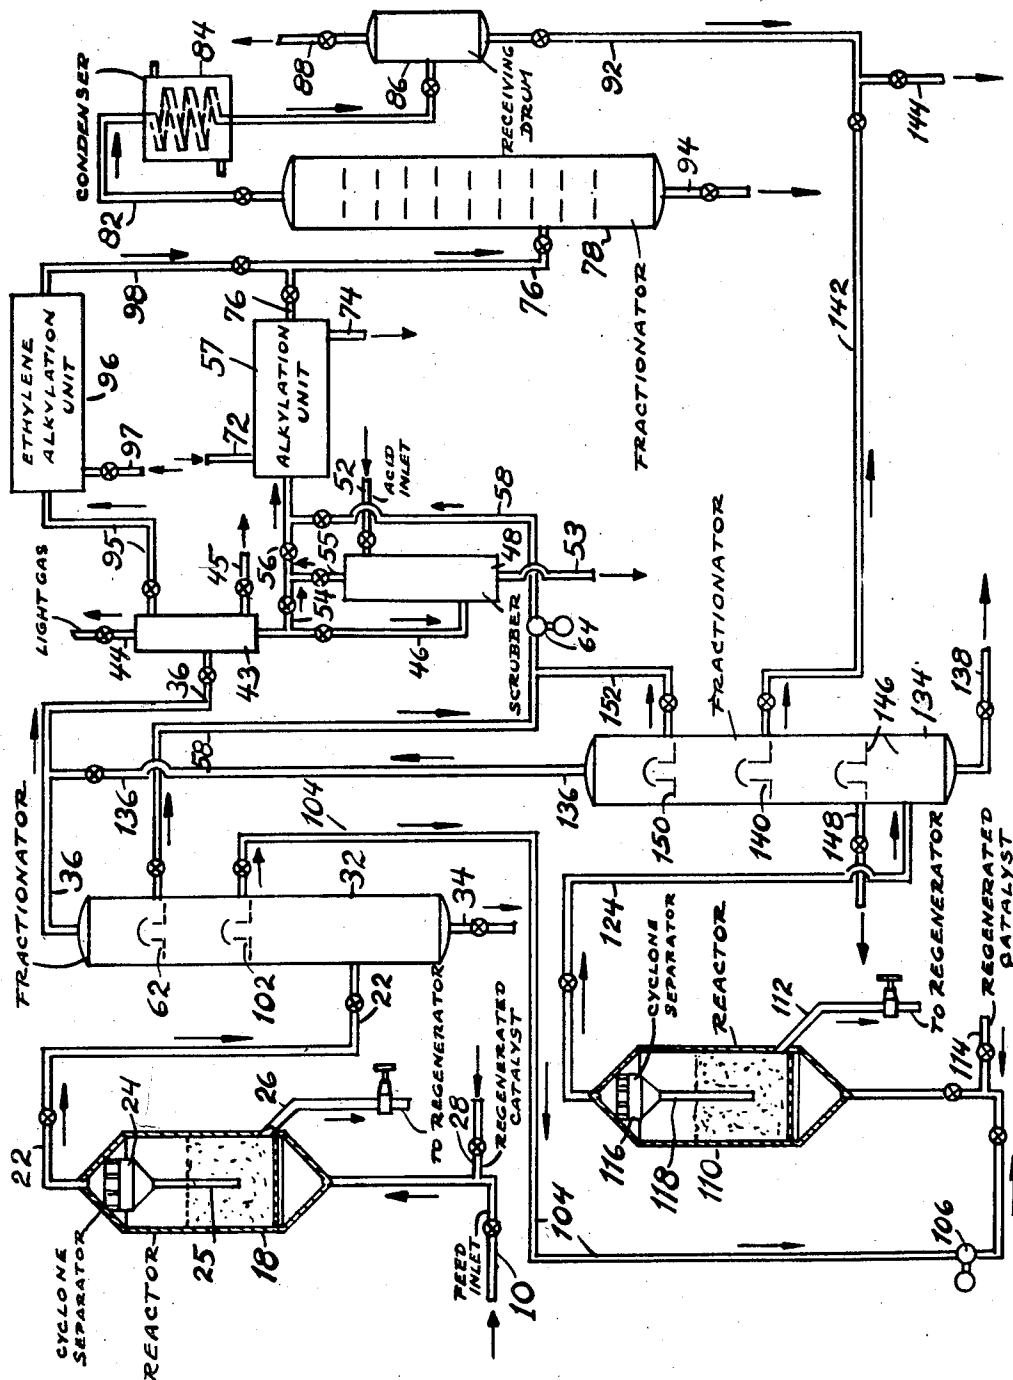 CONDENSER
84
82
88
86
RECEIVING
DRUM
92
144
94
FRACTIONATOR
78
76
98
ETHYLENE
ALKYLATION
UNIT
96
97
76
74
57
ALKYLATION
UNIT
72
142
LIGHT GAS
44
95
45
43
36
56
54
55
52
ACID
INLET
58
48
53
SCRUBBER
46
64
152
FRACTIONATOR
146
134
138
136
150
140
148
58
136
104
FRACTIONATOR
36
32
34
62
102
22
22
24
26
TO REGENERATOR
28
REGENERATED
CATALYST
CYCLONE
SEPARATOR
REACTOR
25
18
FEED
INLET
10
104
106
124
CYCLONE
SEPARATOR
REACTOR
112
TO REGENERATOR
REGENERATED
CATALYST
114
116
118
110